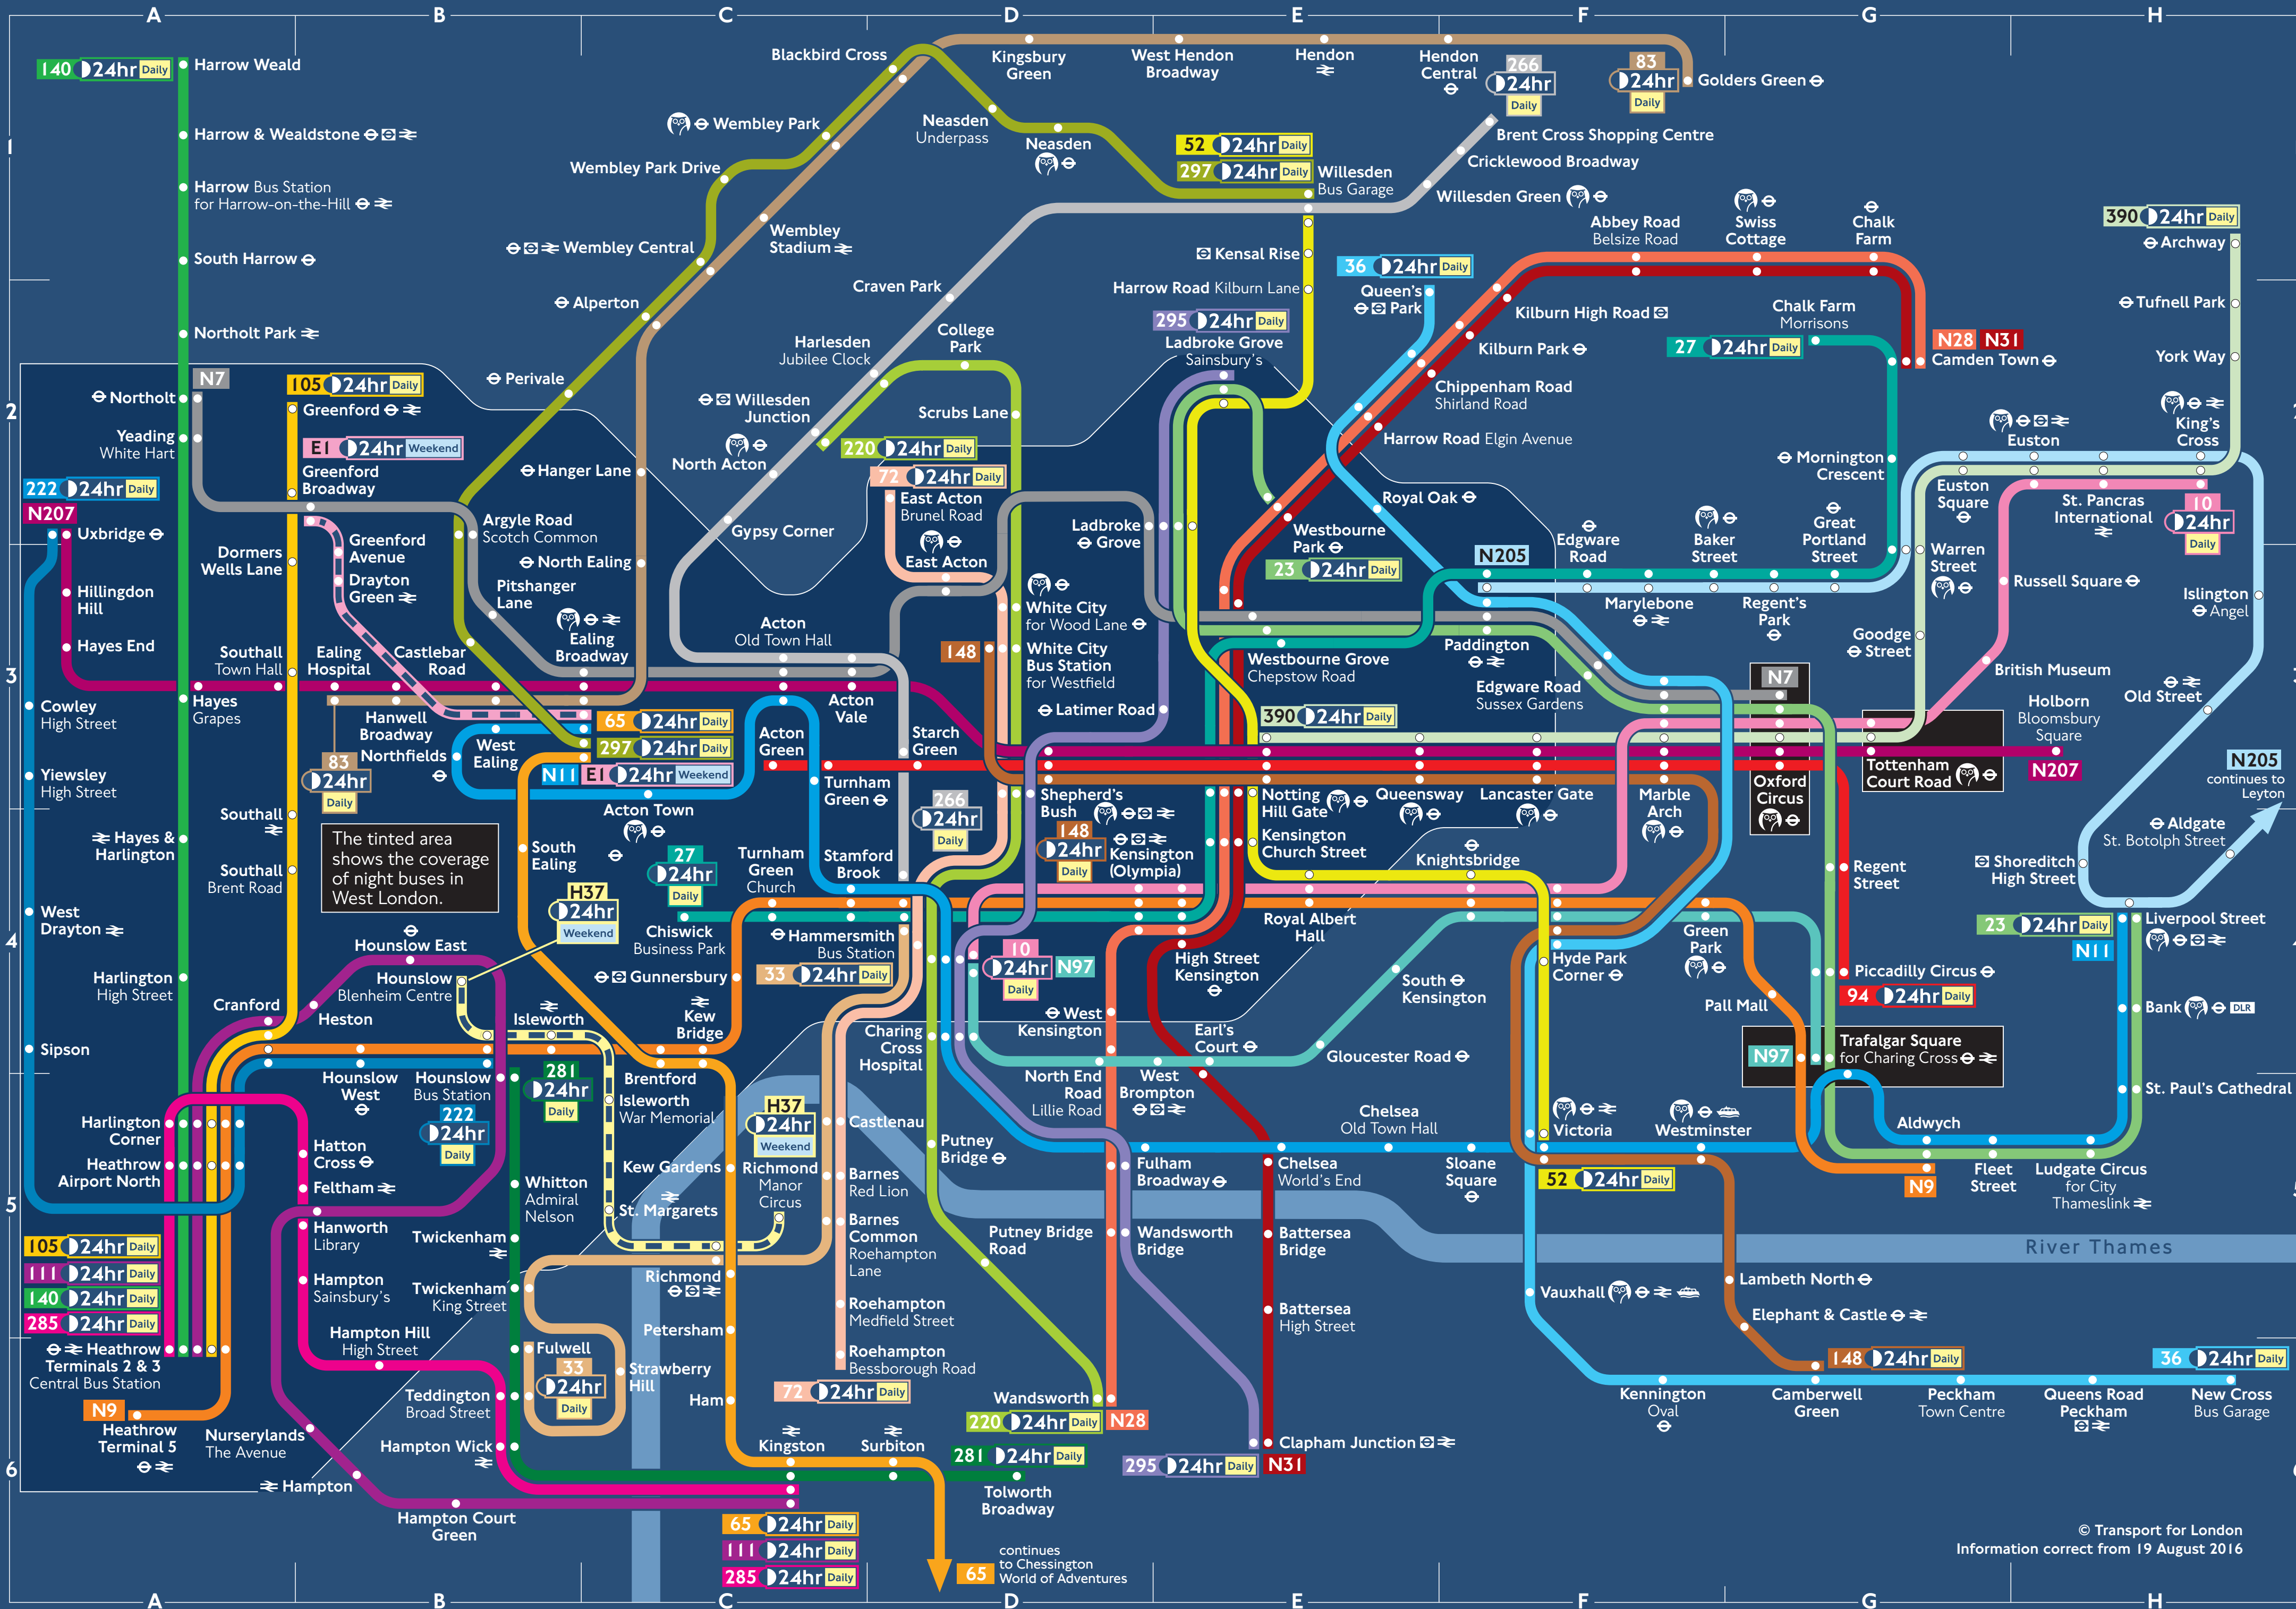 A B C D E F G H
140 24hr Daily
Harrow Weald
Harrow & Wealdstone
Harrow Bus Station
for Harrow-on-the-Hill
South Harrow
Northolt Park
Blackbird Cross
Kingsbury
Green
West Hendon
Broadway
Hendon
Hendon
Central
266
24hr
Daily
83
24hr
Daily
Golders Green
Wembley Park
Neasden
Underpass
Neasden
52 24hr Daily
297 24hr Daily
Willesden
Bus Garage
Brent Cross Shopping Centre
Cricklewood Broadway
Willesden Green
1
Wembley Park Drive
Wembley Central
Wembley
Stadium
Alperton
Craven Park
Kensal Rise
Harrow Road Kilburn Lane
36 24hr Daily
Queen's
Park
Abbey Road
Belsize Road
Swiss
Cottage
Chalk
Farm
390 24hr Daily
Archway
Tufnell Park
York Way
Kilburn High Road
Kilburn Park
Chalk Farm
Morrisons
27 24hr Daily
N28 N31
Camden Town
295 24hr Daily
Ladbroke Grove
Sainsbury's
College
Park
Harlesden
Jubilee Clock
Perivale
Willesden
Junction
Scrubs Lane
North Acton
220 24hr Daily
72 24hr Daily
East Acton
Brunel Road
East Acton
Gypsy Corner
Hanger Lane
North Ealing
2
N7
Northolt
Yeading
White Hart
105 24hr Daily
Greenford
E1 24hr Weekend
Greenford
Broadway
222 24hr Daily
N207
Uxbridge
Dormers
Wells Lane
Greenford
Avenue
Drayton
Green
Argyle Road
Scotch Common
Pitshanger
Lane
Ealing
Broadway
Chippenham Road
Shirland Road
Harrow Road Elgin Avenue
Royal Oak
Mornington
Crescent
Euston
King's
Cross
Euston
Square
St. Pancras
International
10
24hr
Daily
Ladbroke
Grove
Westbourne
Park
23 24hr Daily
N205
Edgware
Road
Baker
Street
Great
Portland
Street
Warren
Street
Russell Square
Islington
Angel
Marylebone
Regent's
Park
Goodge
Street
British Museum
Old Street
Holborn
Bloomsbury
Square
N207
N205
continues to
Leyton
3
Hillingdon
Hill
Hayes End
Southall
Town Hall
Ealing
Hospital
Castlebar
Road
Acton
Old Town Hall
White City
for Wood Lane
White City
Bus Station
for Westfield
148
Westbourne Grove
Chepstow Road
Paddington
Edgware Road
Sussex Gardens
N7
Cowley
High Street
Hayes
Grapes
Hanwell
Broadway
Northfields
83
24hr
Daily
West
Ealing
65 24hr Daily
297 24hr Daily
N11 E1 24hr Weekend
Acton Town
Acton
Green
Acton
Vale
Turnham
Green
Starch
Green
Latimer Road
390 24hr Daily
Shepherd's
Bush
Notting
Hill Gate
Queensway
Lancaster Gate
Marble
Arch
Oxford
Circus
Tottenham
Court Road
Yiewsley
High Street
Southall
266
24hr
Daily
148
24hr
Daily
Kensington
(Olympia)
Kensington
Church Street
Knightsbridge
Regent
Street
Aldgate
St. Botolph Street
Shoreditch
High Street
Hayes &
Harlington
The tinted area
shows the coverage
of night buses in
West London.
South
Ealing
27
24hr
Daily
Turnham
Green
Church
Stamford
Brook
Southall
Brent Road
H37
24hr
Weekend
Chiswick
Business Park
Hammersmith
Bus Station
Royal Albert
Hall
Green
Park
23 24hr Daily
N11
Liverpool Street
4
West
Drayton
Hounslow East
Hounslow
Blenheim Centre
Gunnersbury
33 24hr Daily
10
24hr
Daily
N97
High Street
Kensington
South
Kensington
Hyde Park
Corner
Piccadilly Circus
94 24hr Daily
Pall Mall
Harlington
High Street
Cranford
Heston
Isleworth
Kew
Bridge
West
Kensington
Charing
Cross
Hospital
Earl's
Court
Gloucester Road
N97
Trafalgar Square
for Charing Cross
Bank DLR
Sipson
Hounslow
West
Hounslow
Bus Station
222
24hr
Daily
281
24hr
Daily
Brentford
Isleworth
War Memorial
H37
24hr
Weekend
North End
Road
Lillie Road
West
Brompton
Chelsea
Old Town Hall
Victoria
Westminster
Aldwych
St. Paul's Cathedral
Harlington
Corner
Heathrow
Airport North
Hatton
Cross
Feltham
Hanworth
Library
Hampton
Sainsbury's
Castlenau
Putney
Bridge
Kew Gardens
Richmond
Manor
Circus
Barnes
Red Lion
Barnes
Common
Roehampton
Lane
Fulham
Broadway
Chelsea
World's End
Sloane
Square
52 24hr Daily
N9
Fleet
Street
Ludgate Circus
for City
Thameslink
5
Whitton
Admiral
Nelson
St. Margarets
Twickenham
Twickenham
King Street
Richmond
Putney Bridge
Road
Wandsworth
Bridge
Battersea
Bridge
River Thames
105 24hr Daily
111 24hr Daily
140 24hr Daily
285 24hr Daily
Heathrow
Terminals 2 & 3
Central Bus Station
N9
Heathrow
Terminal 5
Hampton Hill
High Street
Petersham
Roehampton
Medfield Street
Roehampton
Bessborough Road
72 24hr Daily
Battersea
High Street
Vauxhall
Lambeth North
Elephant & Castle
148 24hr Daily
36 24hr Daily
Fulwell
33
24hr
Daily
Strawberry
Hill
Ham
Teddington
Broad Street
Wandsworth
220 24hr Daily
N28
Kennington
Oval
Camberwell
Green
Peckham
Town Centre
Queens Road
Peckham
New Cross
Bus Garage
6
Nurserylands
The Avenue
Hampton Wick
Kingston
Surbiton
281 24hr Daily
295 24hr Daily
N31
Clapham Junction
Hampton
Hampton Court
Green
Tolworth
Broadway
65 24hr Daily
111 24hr Daily
285 24hr Daily
65
continues
to Chessington
World of Adventures
© Transport for London
Information correct from 19 August 2016
A B C D E F G H